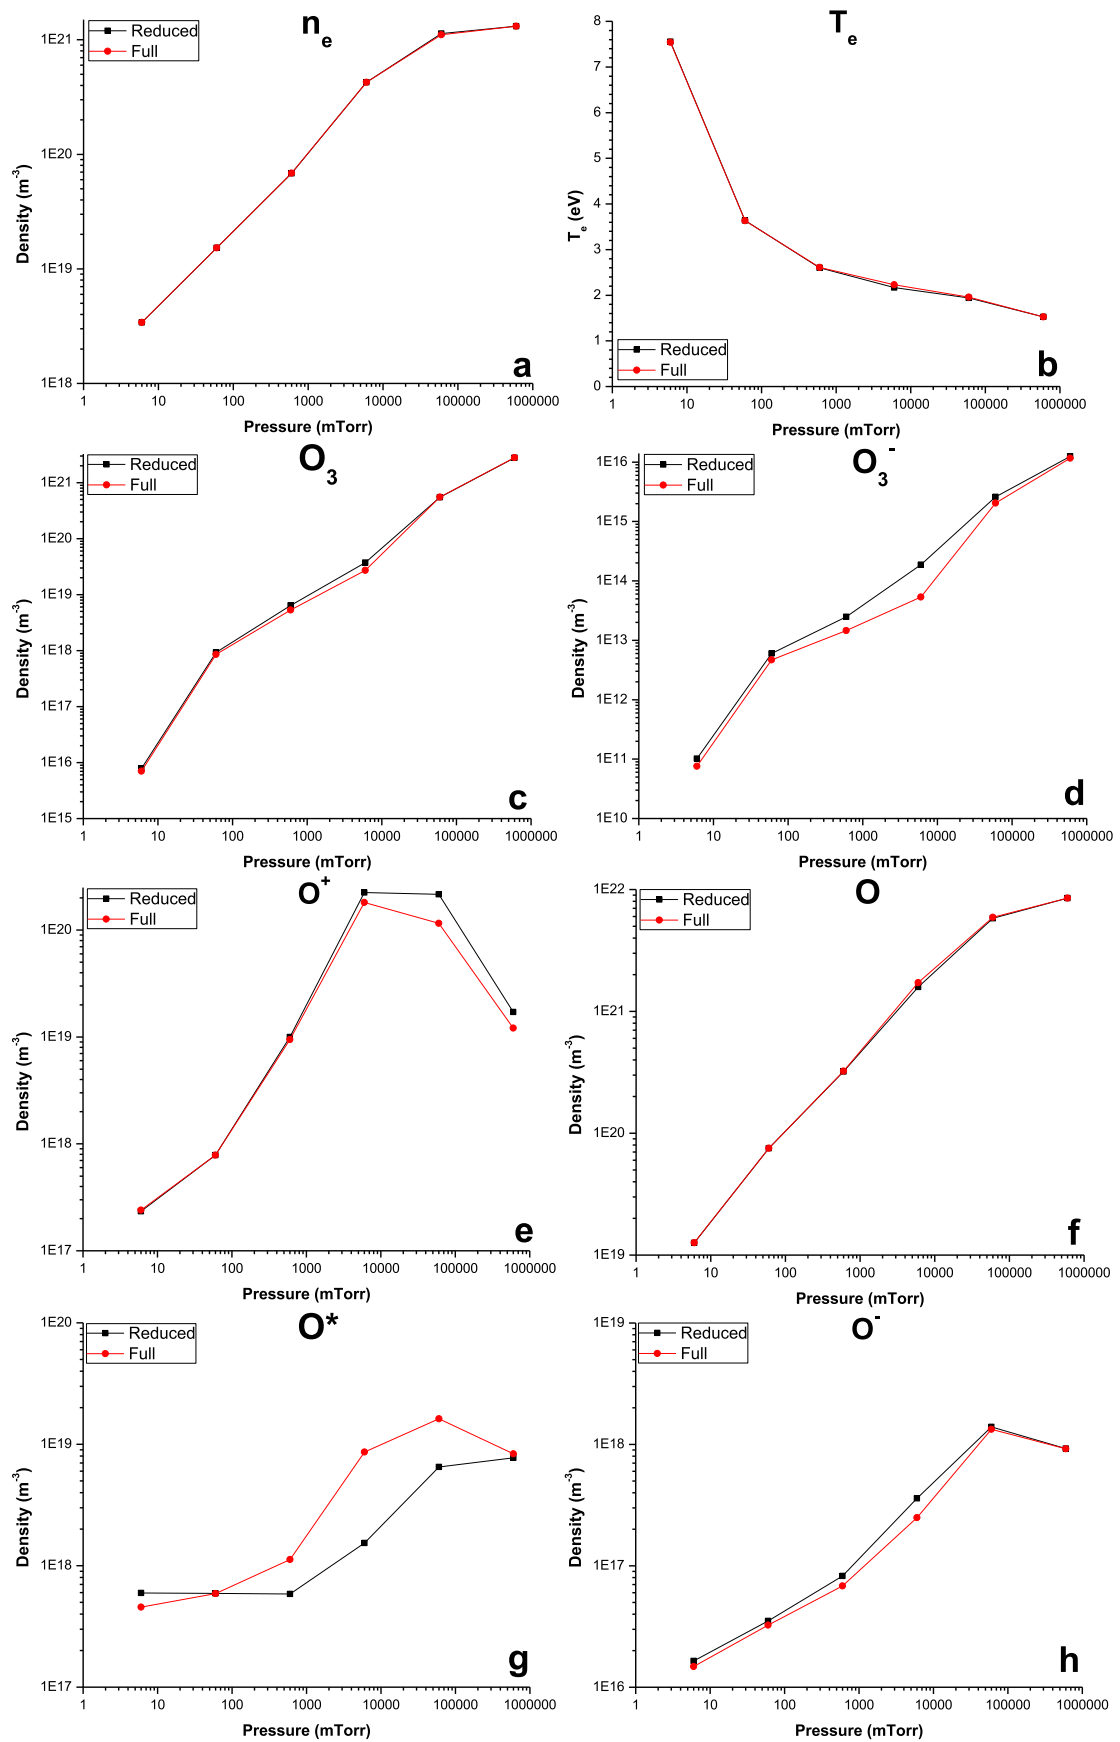 nₑ
Reduced
Full
1E21
1E20
1E19
1E18
Density (m⁻³)
1 10 100 1000 10000 100000 1000000
Pressure (mTorr)
a
Tₑ
8
7
6
5
4
3
2
1
0
Tₑ (eV)
Reduced
Full
1 10 100 1000 10000 100000 1000000
Pressure (mTorr)
b
O₃
Reduced
Full
1E21
1E20
1E19
1E18
1E17
1E16
1E15
Density (m⁻³)
1 10 100 1000 10000 100000 1000000
Pressure (mTorr)
c
O₃⁻
Reduced
Full
1E16
1E15
1E14
1E13
1E12
1E11
1E10
Density (m⁻³)
1 10 100 1000 10000 100000 1000000
Pressure (mTorr)
d
O⁺
Reduced
Full
1E20
1E19
1E18
1E17
Density (m⁻³)
1 10 100 1000 10000 100000 1000000
Pressure (mTorr)
e
O
Reduced
Full
1E22
1E21
1E20
1E19
Density (m⁻³)
1 10 100 1000 10000 100000 1000000
Pressure (mTorr)
f
O*
Reduced
Full
1E20
1E19
1E18
1E17
Density (m⁻³)
1 10 100 1000 10000 100000 1000000
Pressure (mTorr)
g
O⁻
Reduced
Full
1E19
1E18
1E17
1E16
Density (m⁻³)
1 10 100 1000 10000 100000 1000000
Pressure (mTorr)
h